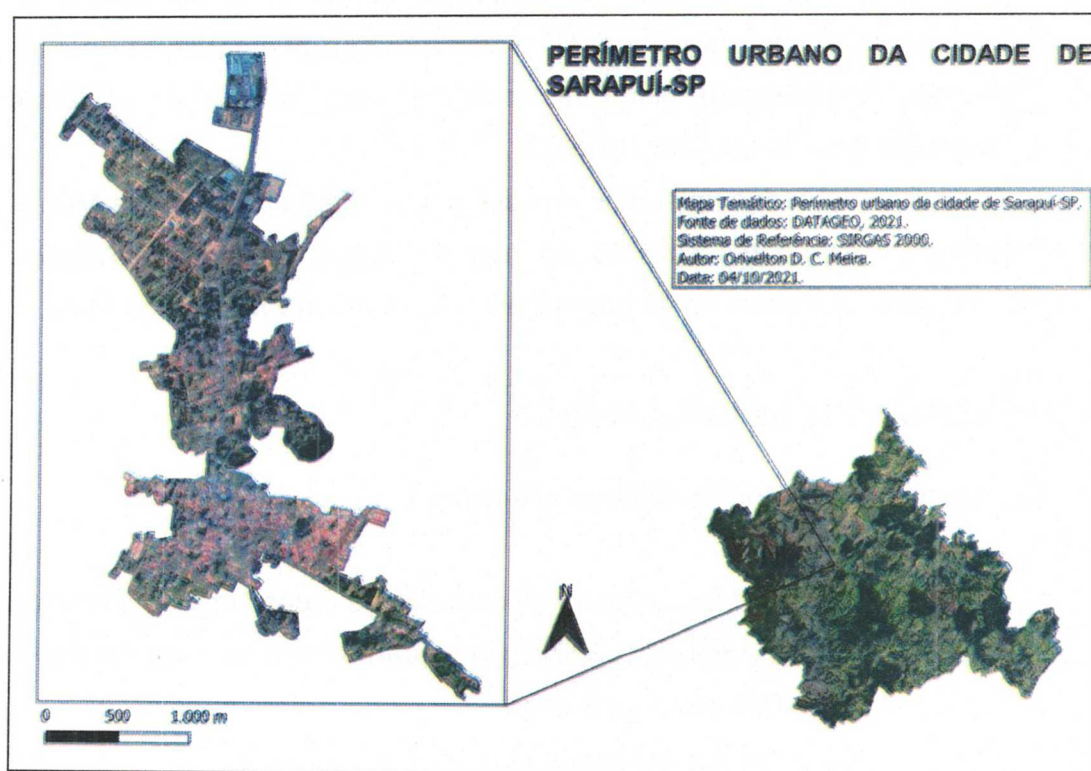 PERÍMETRO URBANO DA CIDADE DE
SARAPUÍ-SP
Mapa Temático: Perímetro urbano da cidade de Sarapuí-SP.
Fonte de dados: DATAGEO, 2021.
Sistema de Referência: SIRGAS 2000.
Autor: Orivelton D. C. Meira.
Data: 04/10/2021.
N
0 500 1.000 m